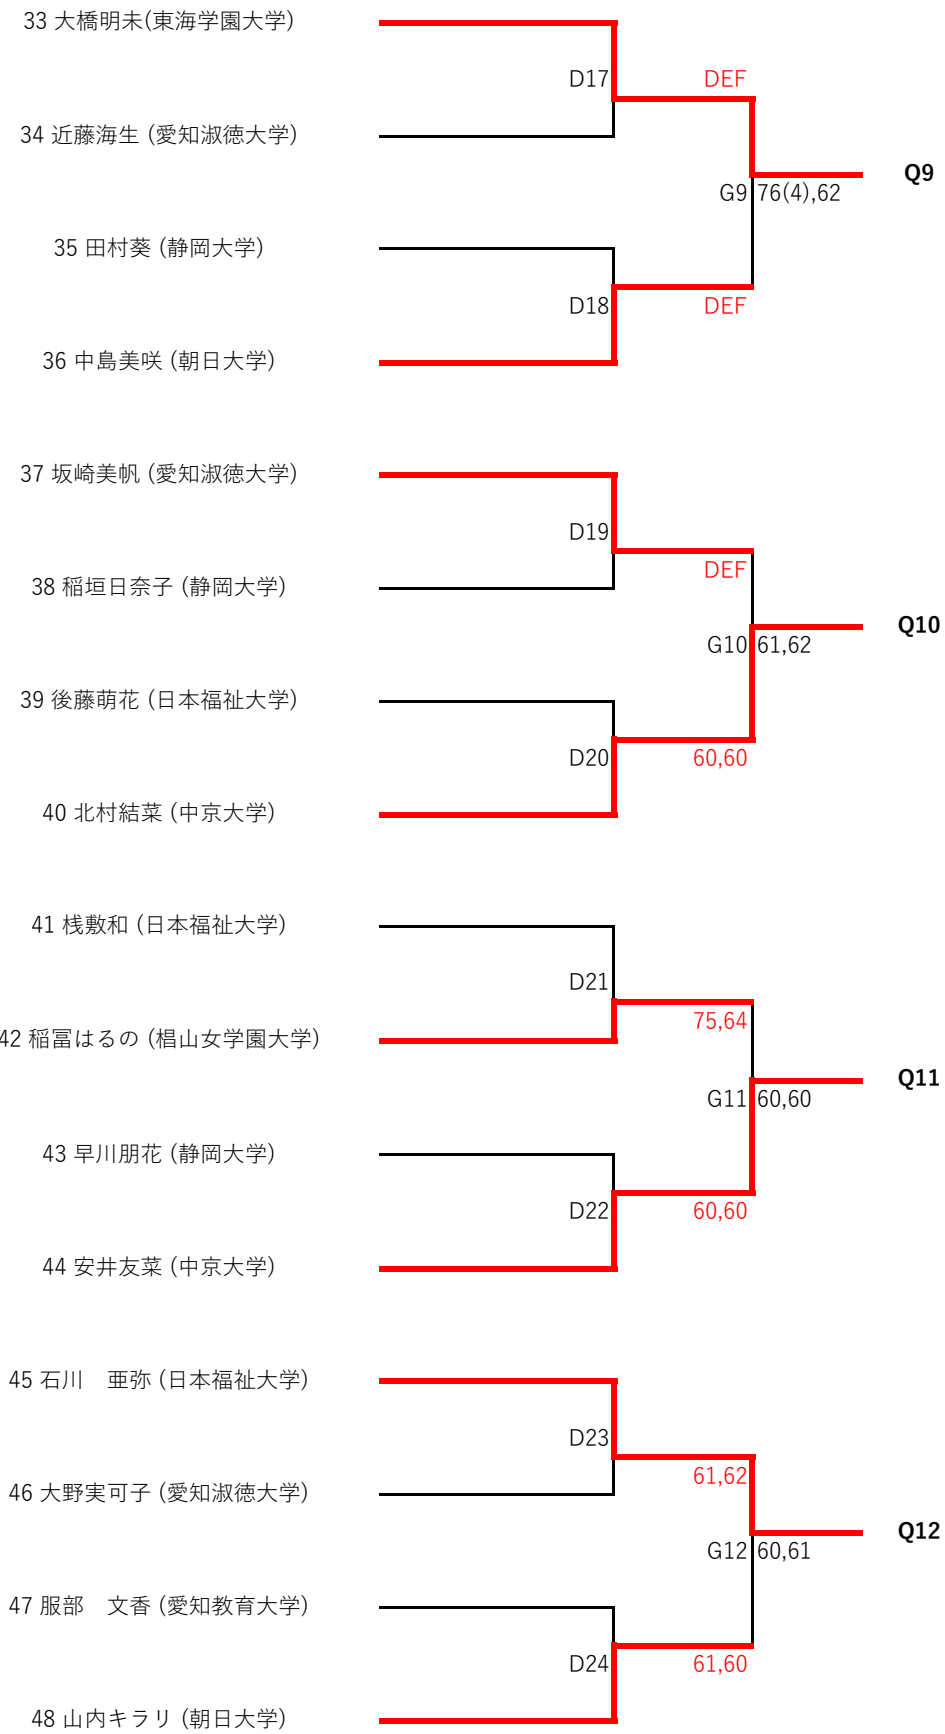 33 大橋明未(東海学園大学)
D17
DEF
34 近藤海生 (愛知淑徳大学)
Q9
G9
76(4),62
35 田村葵 (静岡大学)
D18
DEF
36 中島美咲 (朝日大学)
37 坂崎美帆 (愛知淑徳大学)
D19
DEF
38 稲垣日奈子 (静岡大学)
Q10
G10
61,62
39 後藤萌花 (日本福祉大学)
D20
60,60
40 北村結菜 (中京大学)
41 桟敷和 (日本福祉大学)
D21
75,64
42 稲冨はるの (椙山女学園大学)
Q11
G11
60,60
43 早川朋花 (静岡大学)
D22
60,60
44 安井友菜 (中京大学)
45 石川　亜弥 (日本福祉大学)
D23
61,62
46 大野実可子 (愛知淑徳大学)
Q12
G12
60,61
47 服部　文香 (愛知教育大学)
D24
61,60
48 山内キラリ (朝日大学)